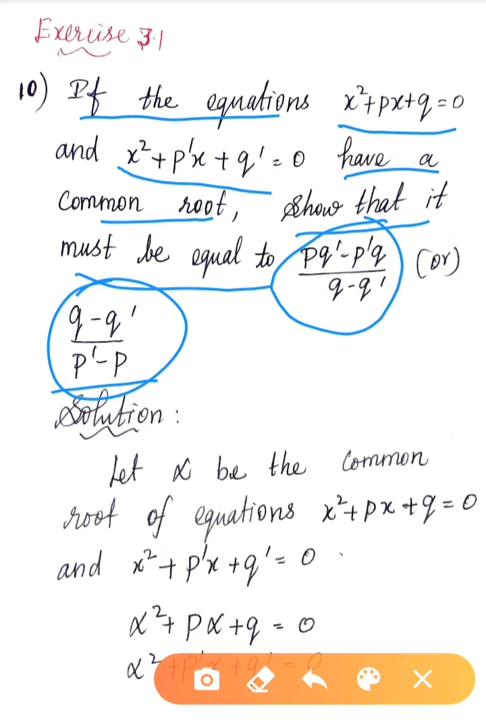 Exercise 3.1
10) If the equations x²+px+q=0
and x²+p'x+q'=0 have a
Common root, Show that it
must be equal to (pq'-p'q)/(q-q') (or)
(q-q')/(p'-p)
Solution:
Let α be the Common
root of equations x²+px+q=0
and x²+p'x+q'=0.
α²+pα+q=0
α²+p'α+q'=0